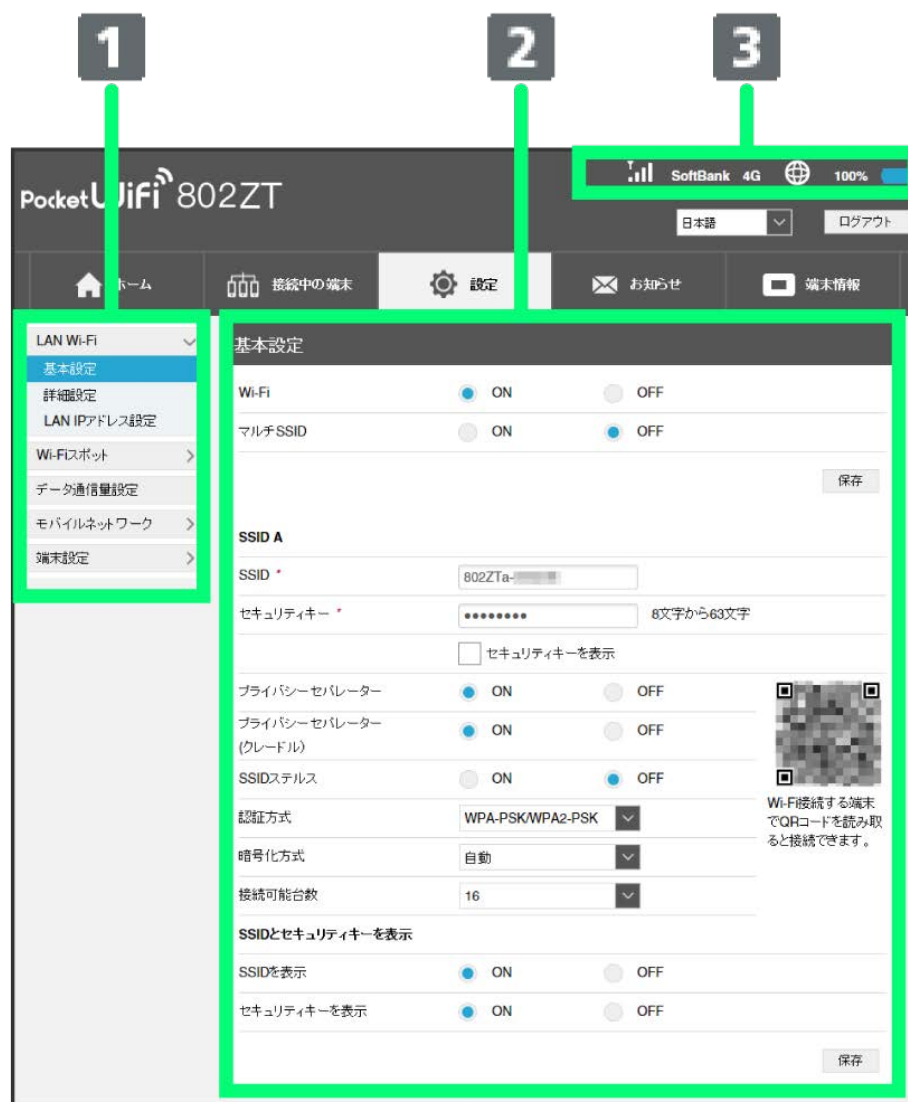 1 2 3
SoftBank 4G 100%
Pocket WiFi 802ZT
日本語 ログアウト
ホーム 接続中の端末 設定 お知らせ 端末情報
LAN Wi-Fi
基本設定
詳細設定
LAN IPアドレス設定
Wi-Fiスポット
データ通信量設定
モバイルネットワーク
端末設定
基本設定
Wi-Fi ON OFF
マルチSSID ON OFF
保存
SSID A
SSID * 802ZTa-
セキュリティキー * •••••••• 8文字から63文字
セキュリティキーを表示
プライバシーセパレーター ON OFF
プライバシーセパレーター
(クレードル) ON OFF
SSIDステルス ON OFF
認証方式 WPA-PSK/WPA2-PSK
暗号化方式 自動
接続可能台数 16
Wi-Fi接続する端末
でQRコードを読み取
ると接続できます。
SSIDとセキュリティキーを表示
SSIDを表示 ON OFF
セキュリティキーを表示 ON OFF
保存